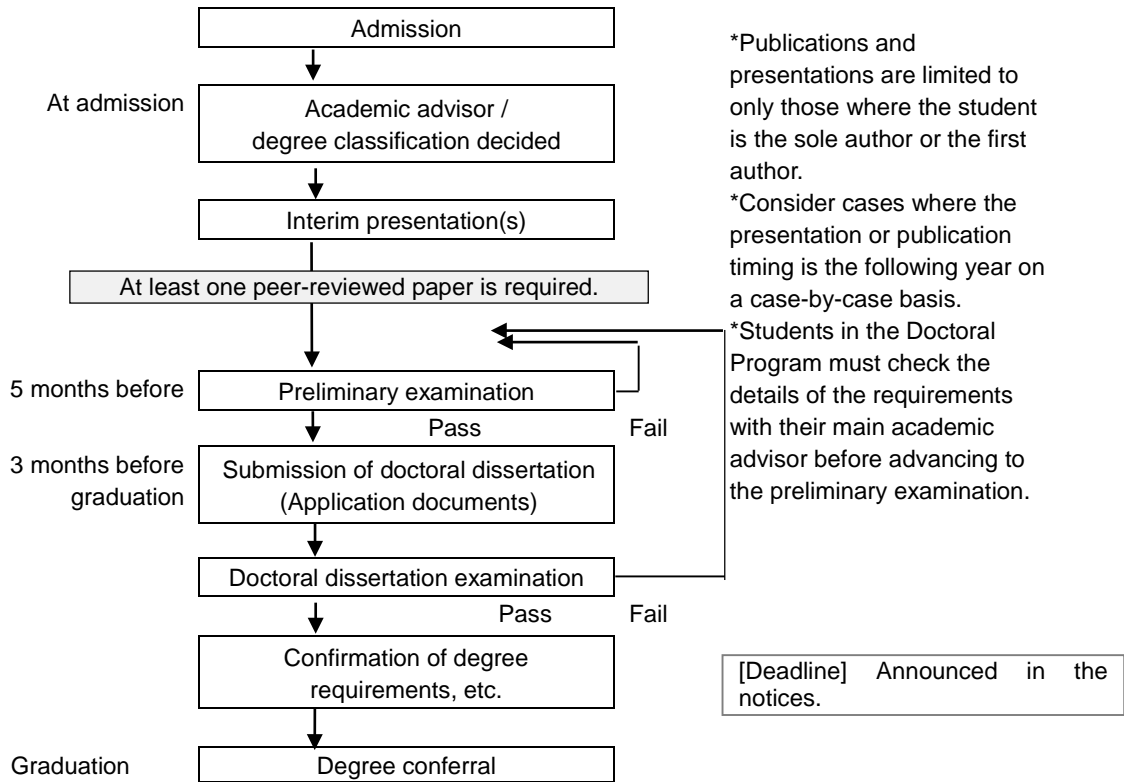 Admission
At admission
Academic advisor /
degree classification decided
Interim presentation(s)
At least one peer-reviewed paper is required.
5 months before
Preliminary examination
Pass
Fail
3 months before
graduation
Submission of doctoral dissertation
(Application documents)
Doctoral dissertation examination
Pass
Fail
Confirmation of degree
requirements, etc.
Graduation
Degree conferral
*Publications and
presentations are limited to
only those where the student
is the sole author or the first
author.
*Consider cases where the
presentation or publication
timing is the following year on
a case-by-case basis.
*Students in the Doctoral
Program must check the
details of the requirements
with their main academic
advisor before advancing to
the preliminary examination.
[Deadline] Announced in the
notices.